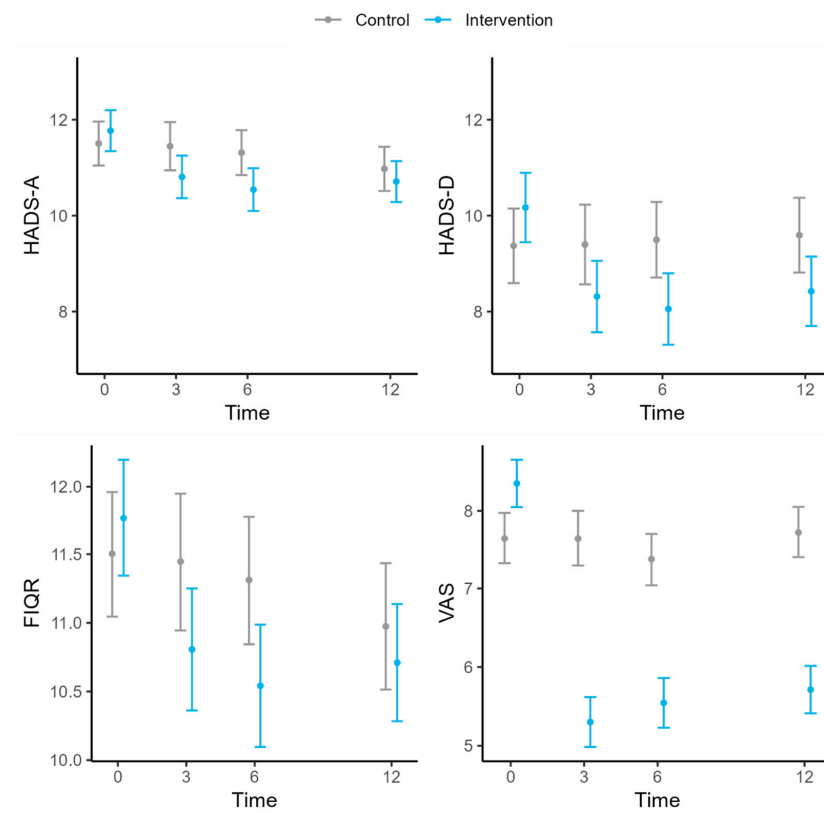 Control Intervention
12
10
8
HADS-A
0 3 6 12
Time
12
10
8
HADS-D
0 3 6 12
Time
12.0
11.5
11.0
10.5
10.0
FIQR
0 3 6 12
Time
8
7
6
5
VAS
0 3 6 12
Time